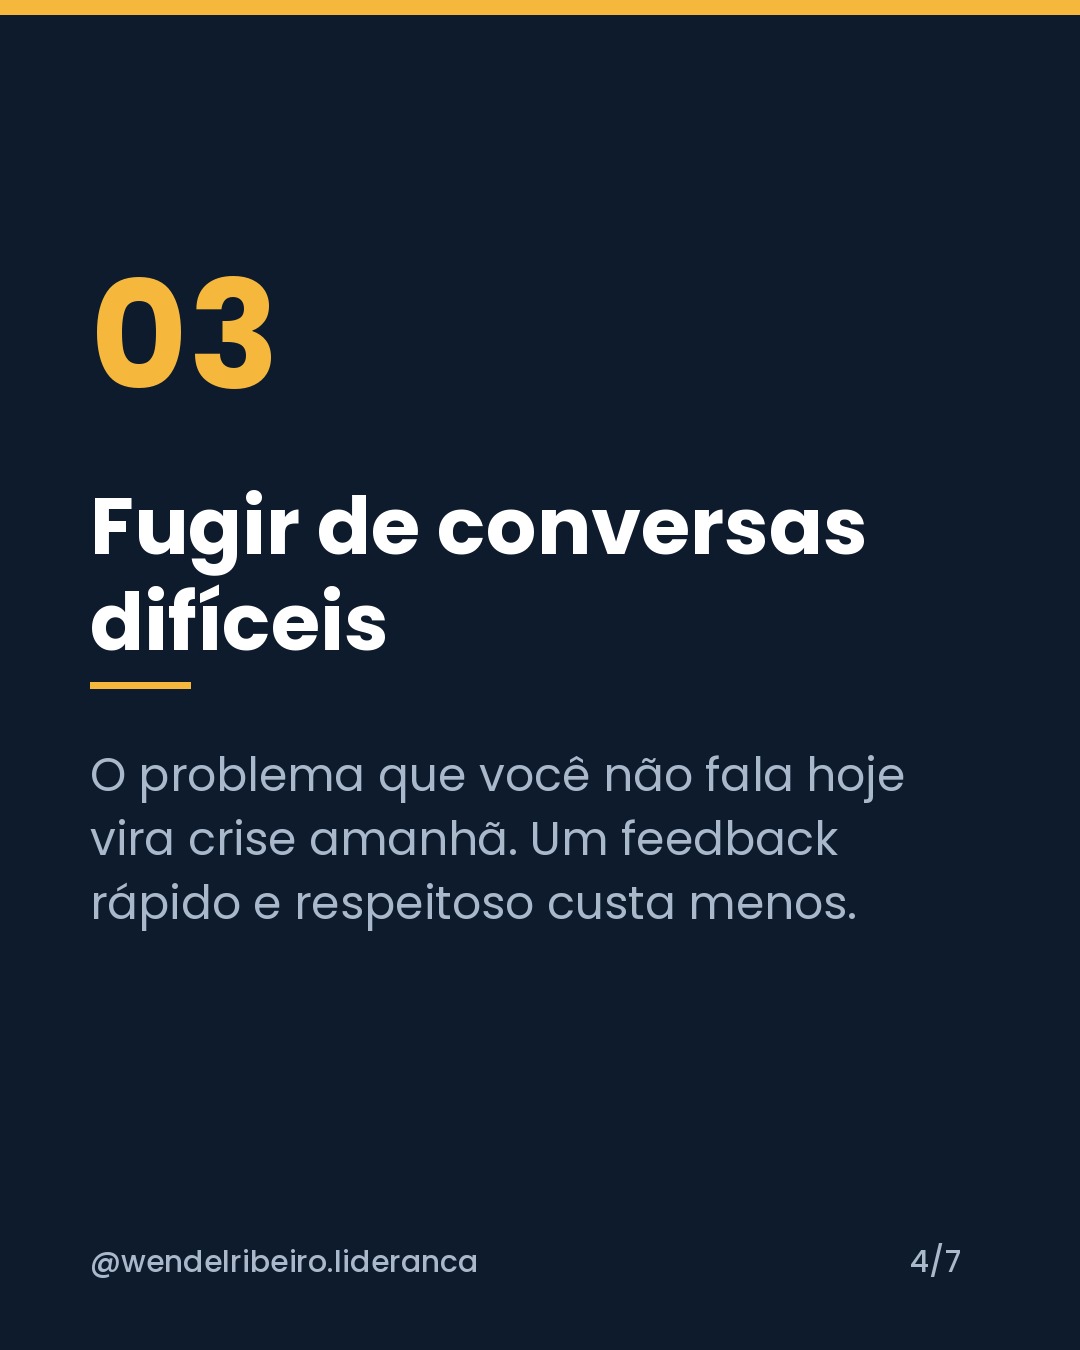 03
Fugir de conversas
difíceis
O problema que você não fala hoje
vira crise amanhã. Um feedback
rápido e respeitoso custa menos.
@wendelribeiro.lideranca
4/7